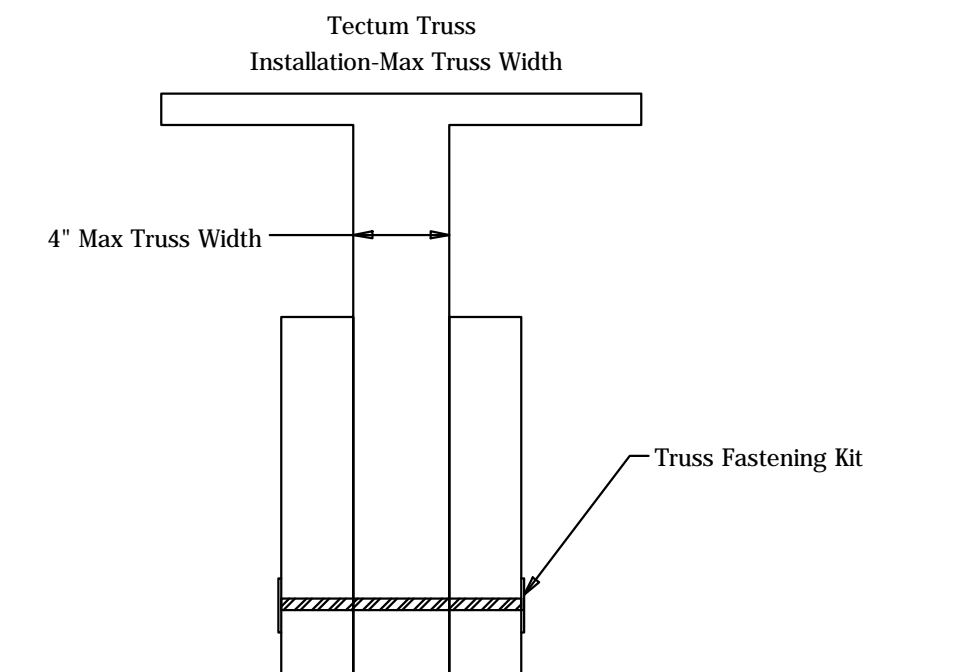 Tectum Truss
Installation-Max Truss Width
4" Max Truss Width
Truss Fastening Kit